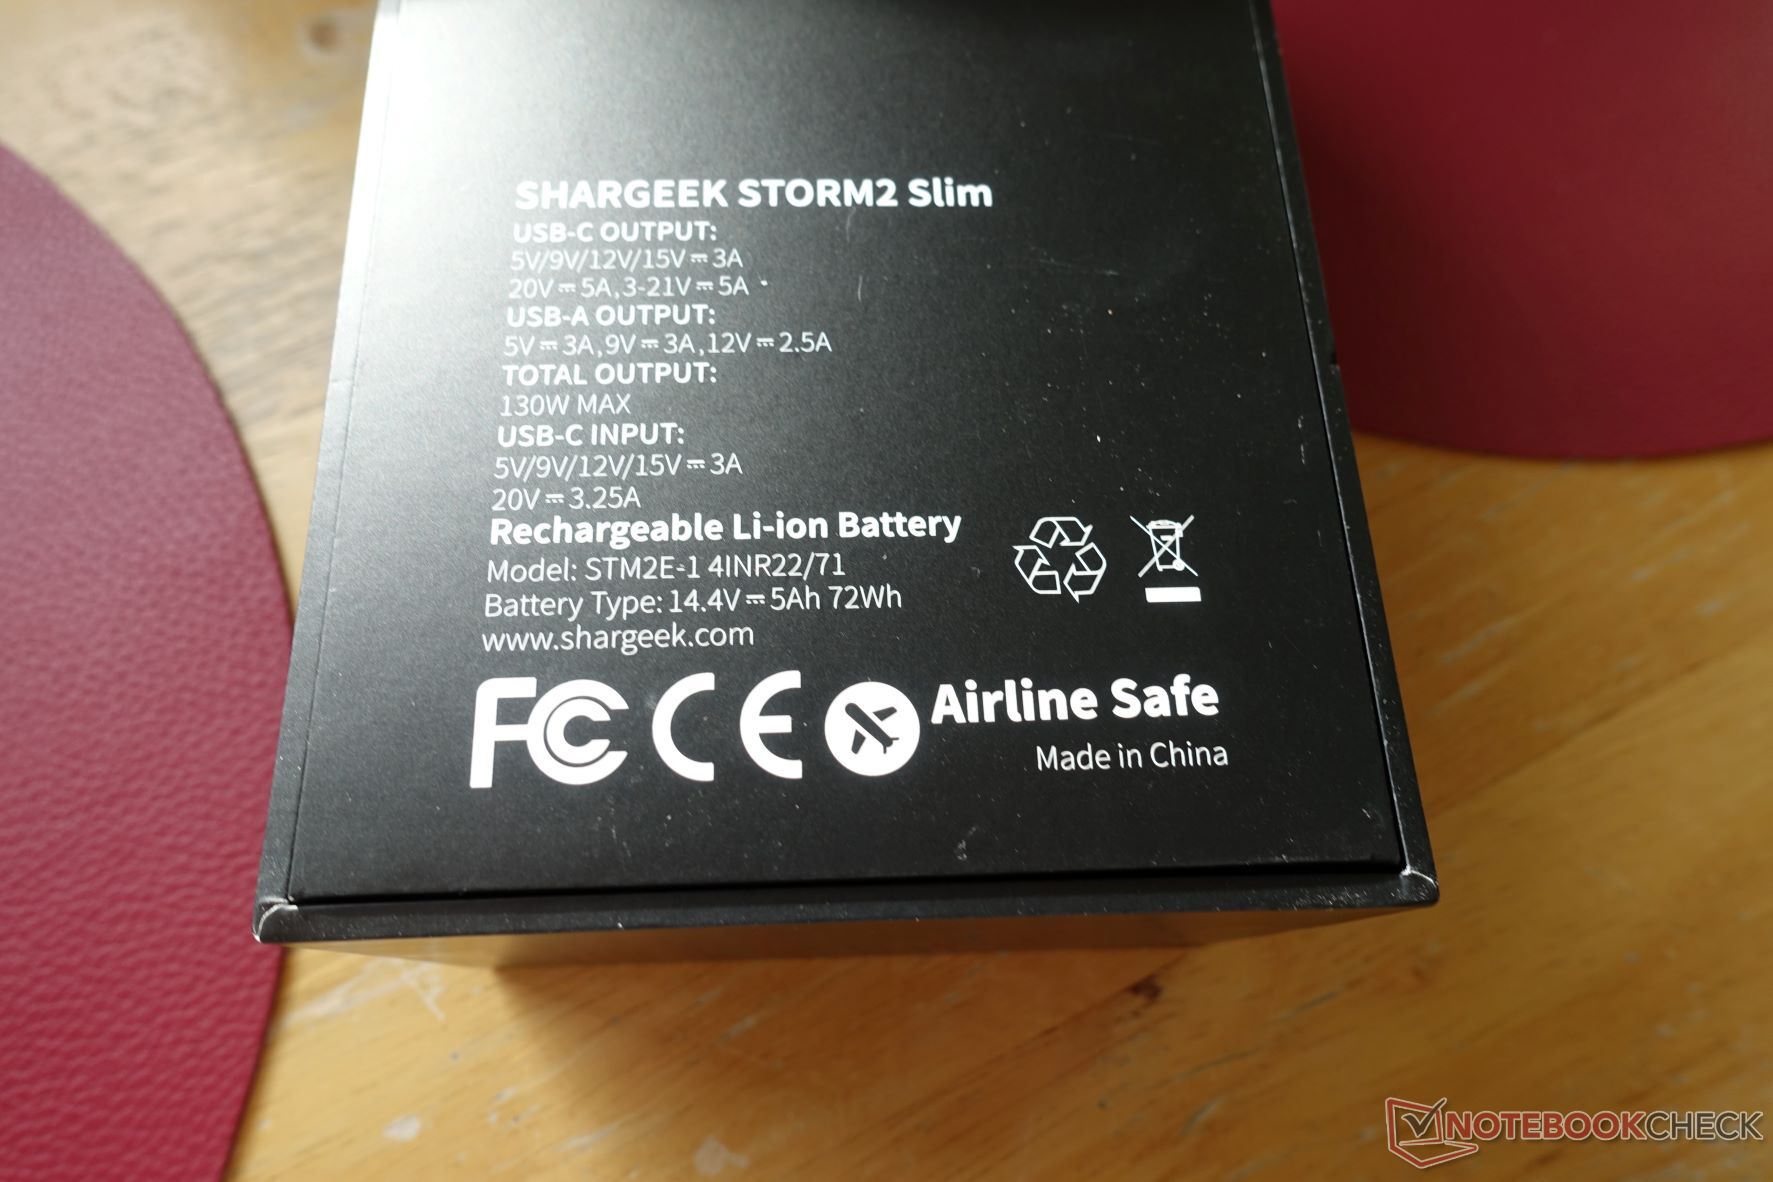 SHARGEEK STORM2 Slim
USB-C OUTPUT:
5V/9V/12V/15V⎓3A
20V⎓5A,3-21V⎓5A
USB-A OUTPUT:
5V⎓3A,9V⎓3A,12V⎓2.5A
TOTAL OUTPUT:
130W MAX
USB-C INPUT:
5V/9V/12V/15V⎓3A
20V⎓3.25A
Rechargeable Li-ion Battery
Model: STM2E-1 4INR22/71
Battery Type: 14.4V⎓5Ah 72Wh
www.shargeek.com
FC CE Airline Safe
Made in China
NOTEBOOKCHECK